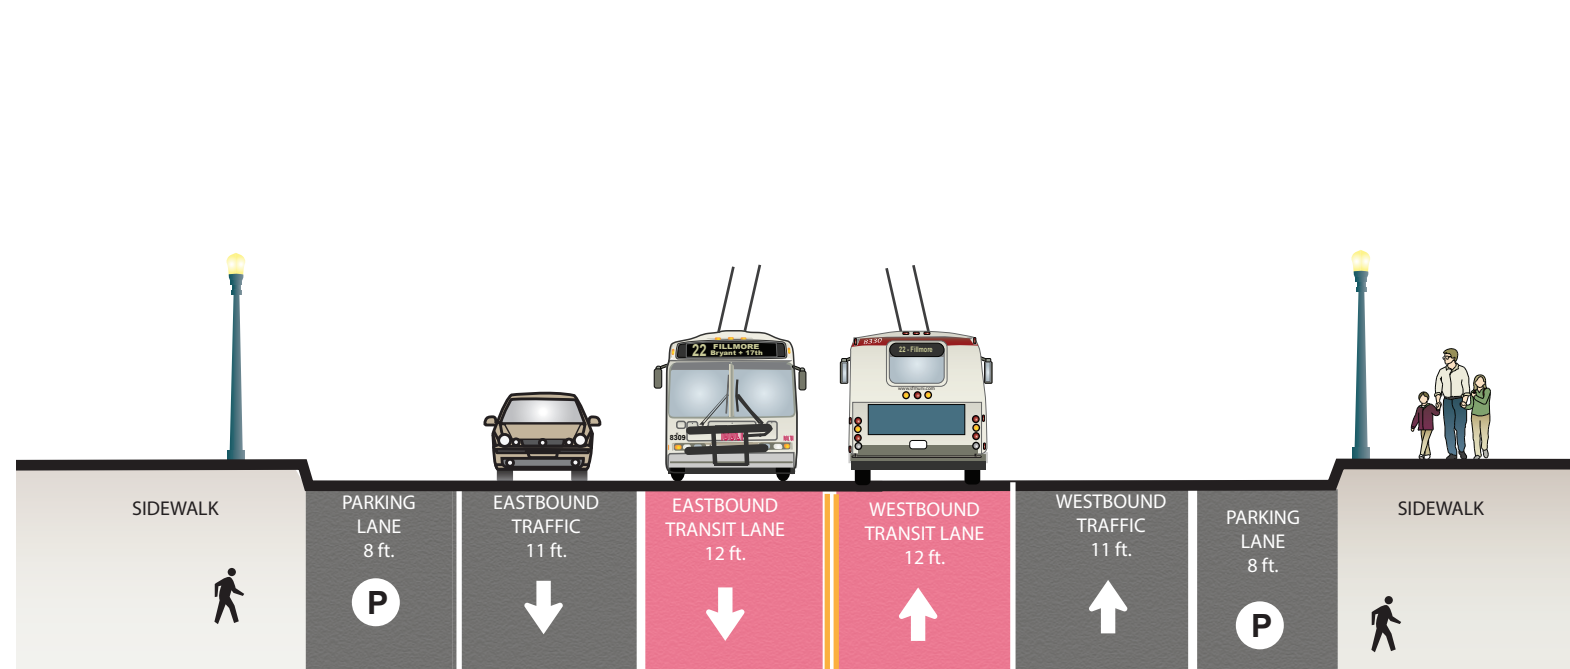 22 FILLMORE
Bryant + 17th
8309
8330
22 - Fillmore
SIDEWALK
PARKING
LANE
8 ft.
P
EASTBOUND
TRAFFIC
11 ft.
EASTBOUND
TRANSIT LANE
12 ft.
WESTBOUND
TRANSIT LANE
12 ft.
WESTBOUND
TRAFFIC
11 ft.
PARKING
LANE
8 ft.
P
SIDEWALK